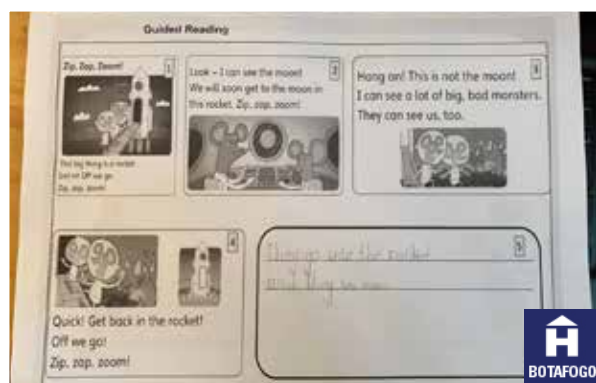 Guided Reading
Zip, Zap, Zoom!
1
This big thing is a rocket.
Let us off we go.
Zip, zap, zoom!
Look – I can see the moon!
We will soon get to the moon in
this rocket. Zip, zap, zoom!
2
Hang on! This is not the moon!
I can see a lot of big, bad monsters.
They can see us, too.
3
Quick! Get back in the rocket!
Off we go!
Zip, zap, zoom!
4
the rocket
5
H
BOTAFOGO